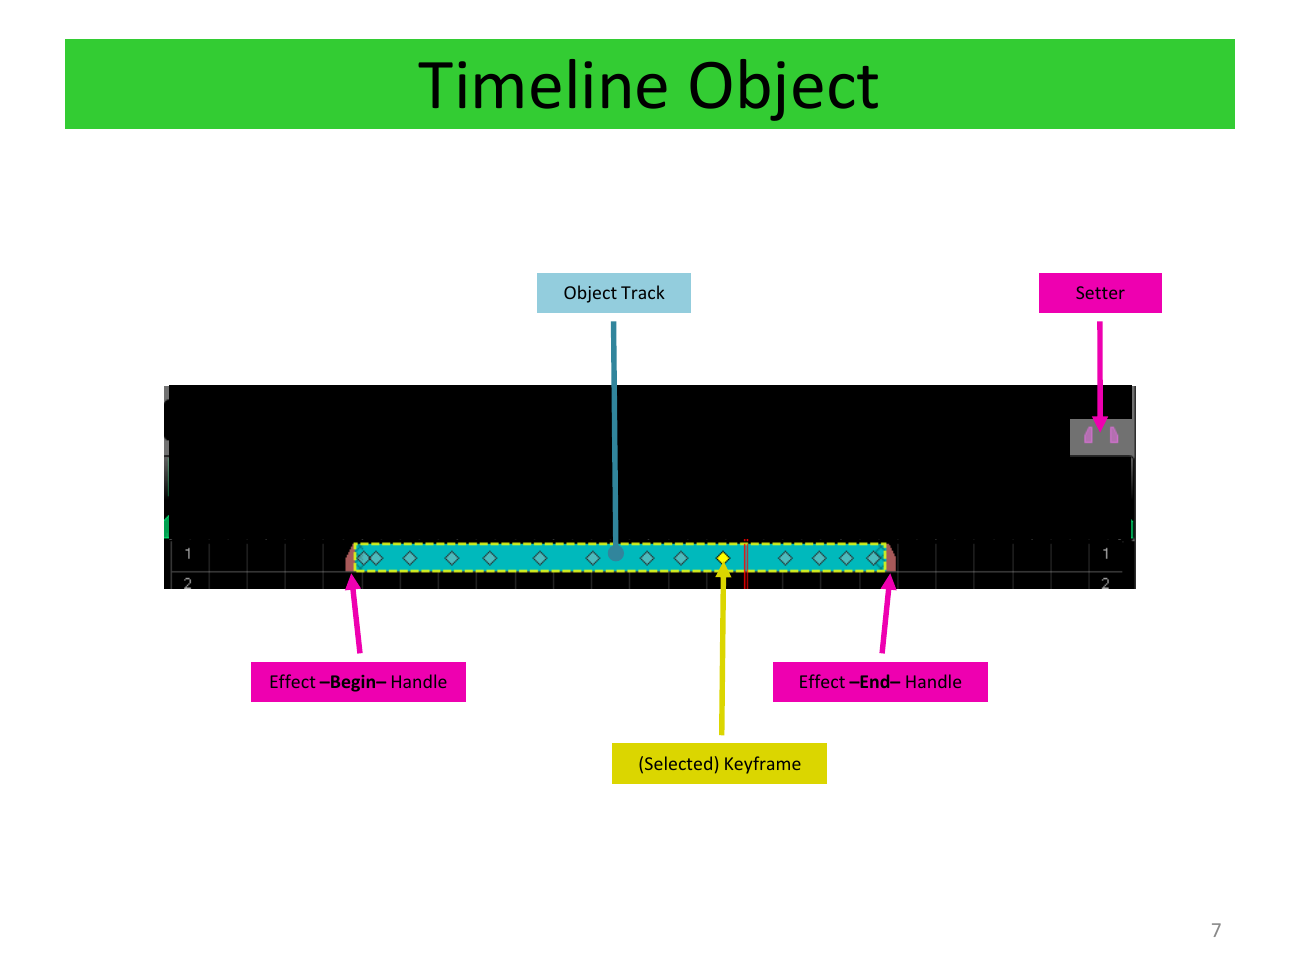 Timeline Object
Object Track
Setter
1
1
2
2
Effect –Begin– Handle
Effect –End– Handle
(Selected) Keyframe
7